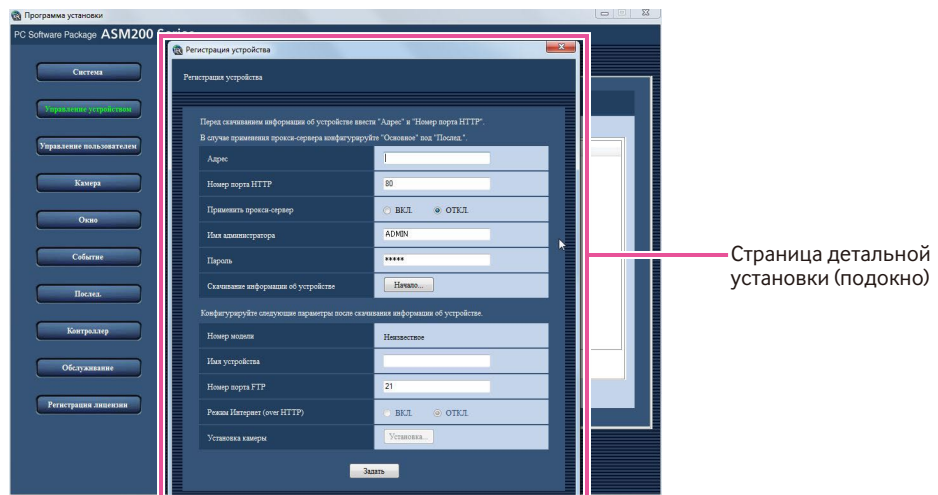 Программа установки
PC Software Package ASM200 Series
Система
Управление устройством
Управление пользователем
Камера
Окно
Событие
Послед.
Контроллер
Обслуживание
Регистрация лицензии
Регистрация устройства
Регистрация устройства
Перед скачиванием информации об устройстве ввести "Адрес" и "Номер порта HTTP".
В случае применения прокси-сервера конфигурируйте "Основное" под "Послед.".
Адрес
Номер порта HTTP 80
Применить прокси-сервер ВКЛ. ОТКЛ.
Имя администратора ADMIN
Пароль *****
Скачивание информации об устройстве Начало...
Конфигурируйте следующие параметры после скачивания информации об устройстве.
Номер модели Неизвестное
Имя устройства
Номер порта FTP 21
Режим Интернет (over HTTP) ВКЛ. ОТКЛ.
Установка камеры Установка...
Задать
Страница детальной
установки (подокно)